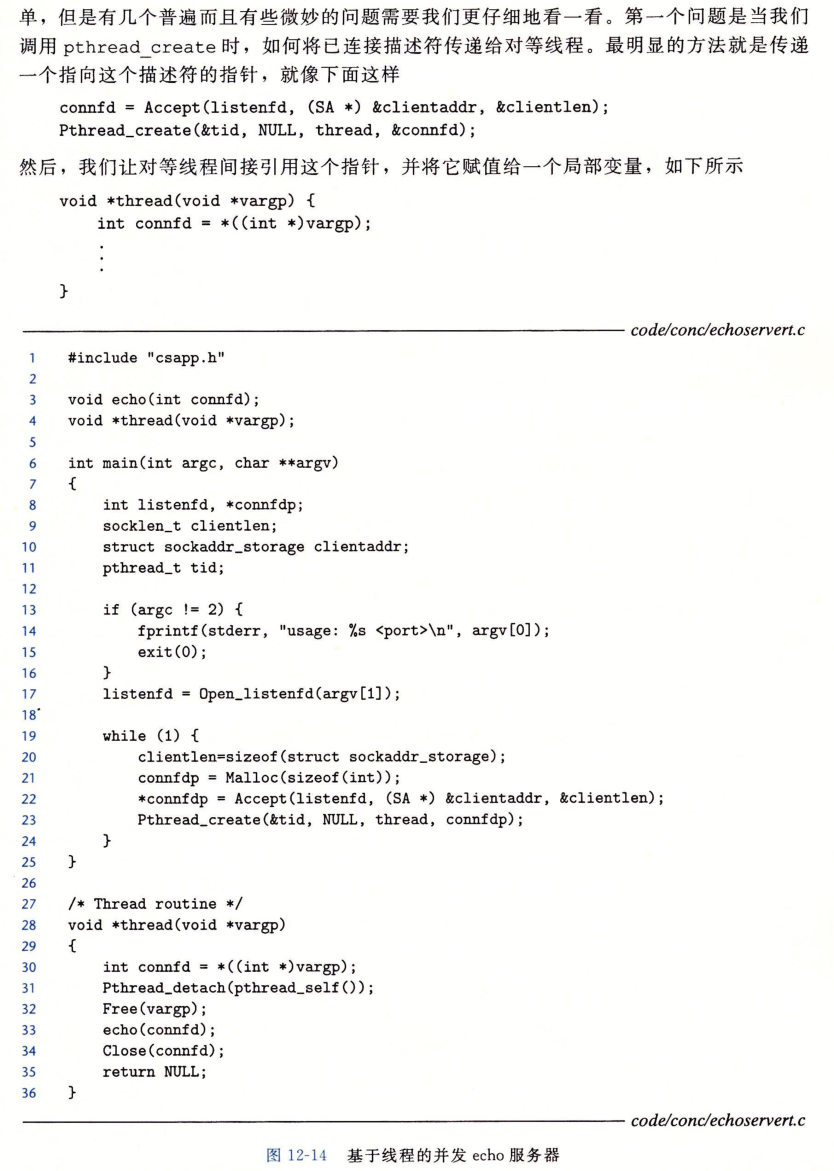 单，但是有几个普遍而且有些微妙的问题需要我们更仔细地看一看。第一个问题是当我们
调用 pthread_create 时，如何将已连接描述符传递给对等线程。最明显的方法就是传递
一个指向这个描述符的指针，就像下面这样
connfd = Accept(listenfd, (SA *) &clientaddr, &clientlen);
Pthread_create(&tid, NULL, thread, &connfd);
然后，我们让对等线程间接引用这个指针，并将它赋值给一个局部变量，如下所示
void *thread(void *vargp) {
    int connfd = *((int *)vargp);
    .
    .
    .
}
code/conc/echoservert.c
1 #include "csapp.h"
2
3 void echo(int connfd);
4 void *thread(void *vargp);
5
6 int main(int argc, char **argv)
7 {
8     int listenfd, *connfdp;
9     socklen_t clientlen;
10     struct sockaddr_storage clientaddr;
11     pthread_t tid;
12
13     if (argc != 2) {
14         fprintf(stderr, "usage: %s <port>\n", argv[0]);
15         exit(0);
16     }
17     listenfd = Open_listenfd(argv[1]);
18
19     while (1) {
20         clientlen=sizeof(struct sockaddr_storage);
21         connfdp = Malloc(sizeof(int));
22         *connfdp = Accept(listenfd, (SA *) &clientaddr, &clientlen);
23         Pthread_create(&tid, NULL, thread, connfdp);
24     }
25 }
26
27 /* Thread routine */
28 void *thread(void *vargp)
29 {
30     int connfd = *((int *)vargp);
31     Pthread_detach(pthread_self());
32     Free(vargp);
33     echo(connfd);
34     Close(connfd);
35     return NULL;
36 }
code/conc/echoservert.c
图 12-14 基于线程的并发 echo 服务器